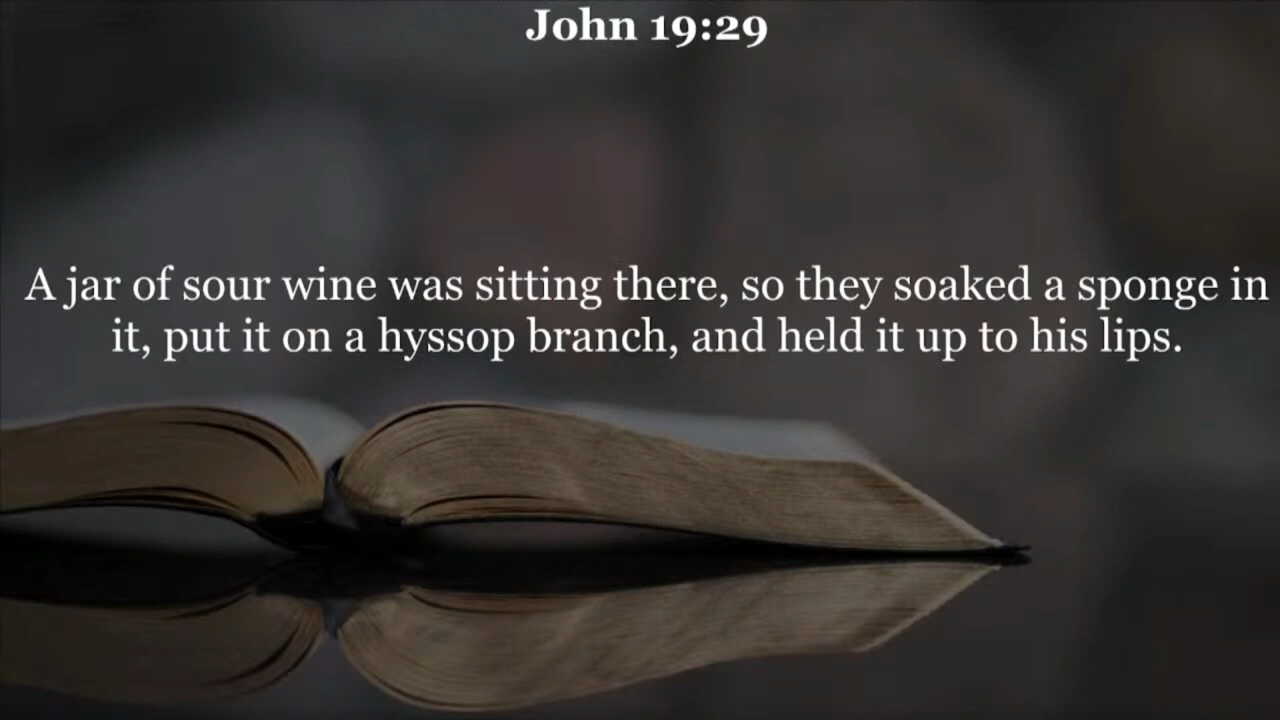 John 19:29
A jar of sour wine was sitting there, so they soaked a sponge in
it, put it on a hyssop branch, and held it up to his lips.